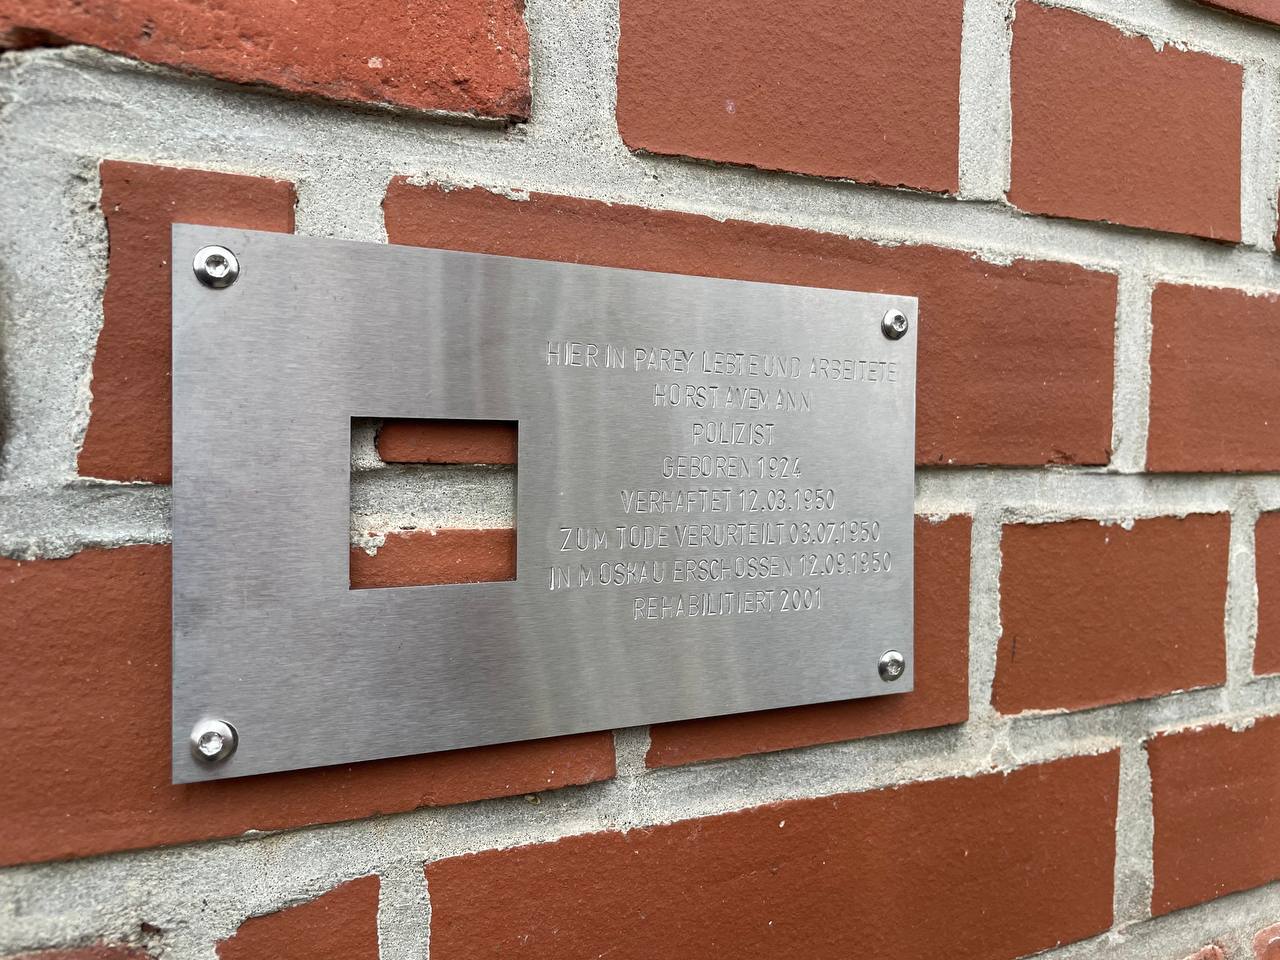 HIER IN PAREY LEBTE UND ARBEITETE
HORST AVEMANN
POLIZIST
GEBOREN 1924
VERHAFTET 12.03.1950
ZUM TODE VERURTEILT 03.07.1950
IN MOSKAU ERSCHOSSEN 12.09.1950
REHABILITIERT 2001